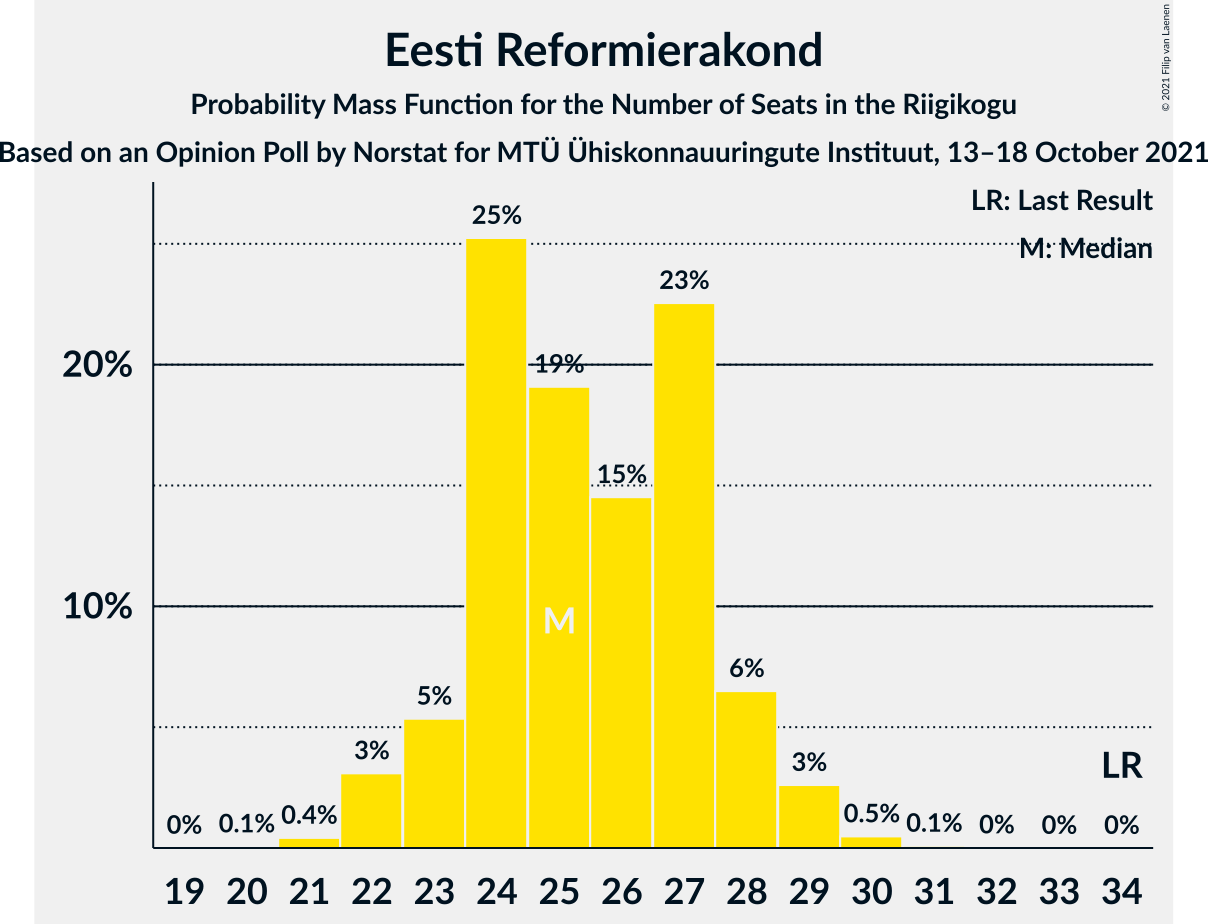 Eesti Reformierakond
Probability Mass Function for the Number of Seats in the Riigikogu
Based on an Opinion Poll by Norstat for MTÜ Ühiskonnauuringute Instituut, 13–18 October 2021
© 2021 Filip van Laenen
LR: Last Result
M: Median
20%
10%
0% 0.1% 0.4% 3% 5% 25% 19% 15% 23% 6% 3% 0.5% 0.1% 0% 0% 0%
M
LR
19 20 21 22 23 24 25 26 27 28 29 30 31 32 33 34